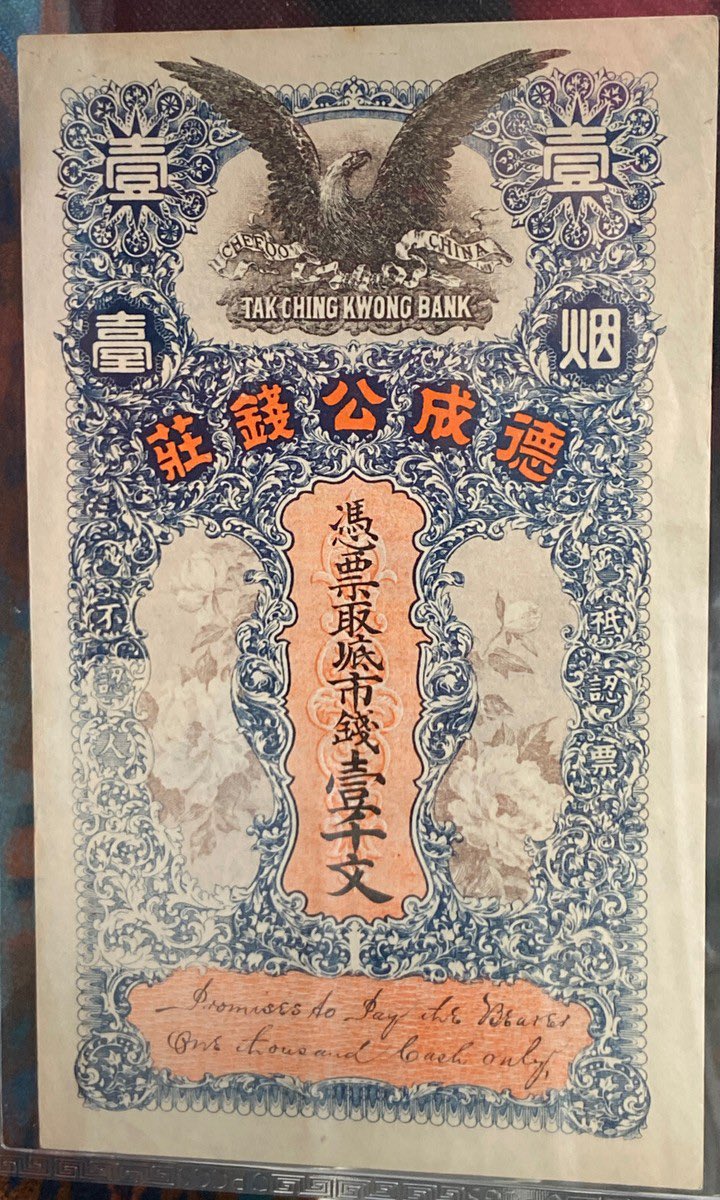 壹 壹
CHEFOO CHINA
TAK CHING KWONG BANK
烟臺
德成公錢莊
憑票取底市錢壹千文
此祗認票
不認人
Promises to Pay the Bearer
One thousand Cash only.